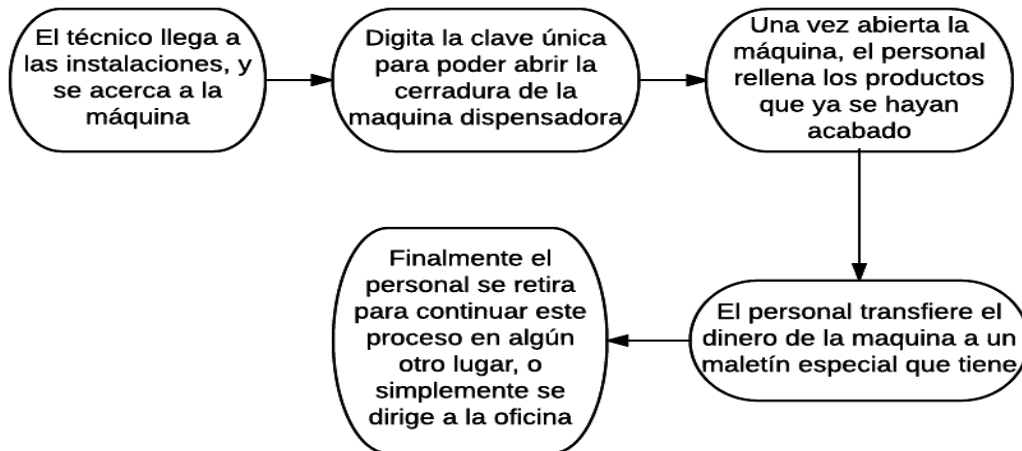 El técnico llega a
las instalaciones, y
se acerca a la
máquina
Digita la clave única
para poder abrir la
cerradura de la
maquina dispensadora
Una vez abierta la
máquina, el personal
rellena los productos
que ya se hayan
acabado
El personal transfiere el
dinero de la maquina a un
maletín especial que tiene
Finalmente el
personal se retira
para continuar este
proceso en algún
otro lugar, o
simplemente se
dirige a la oficina